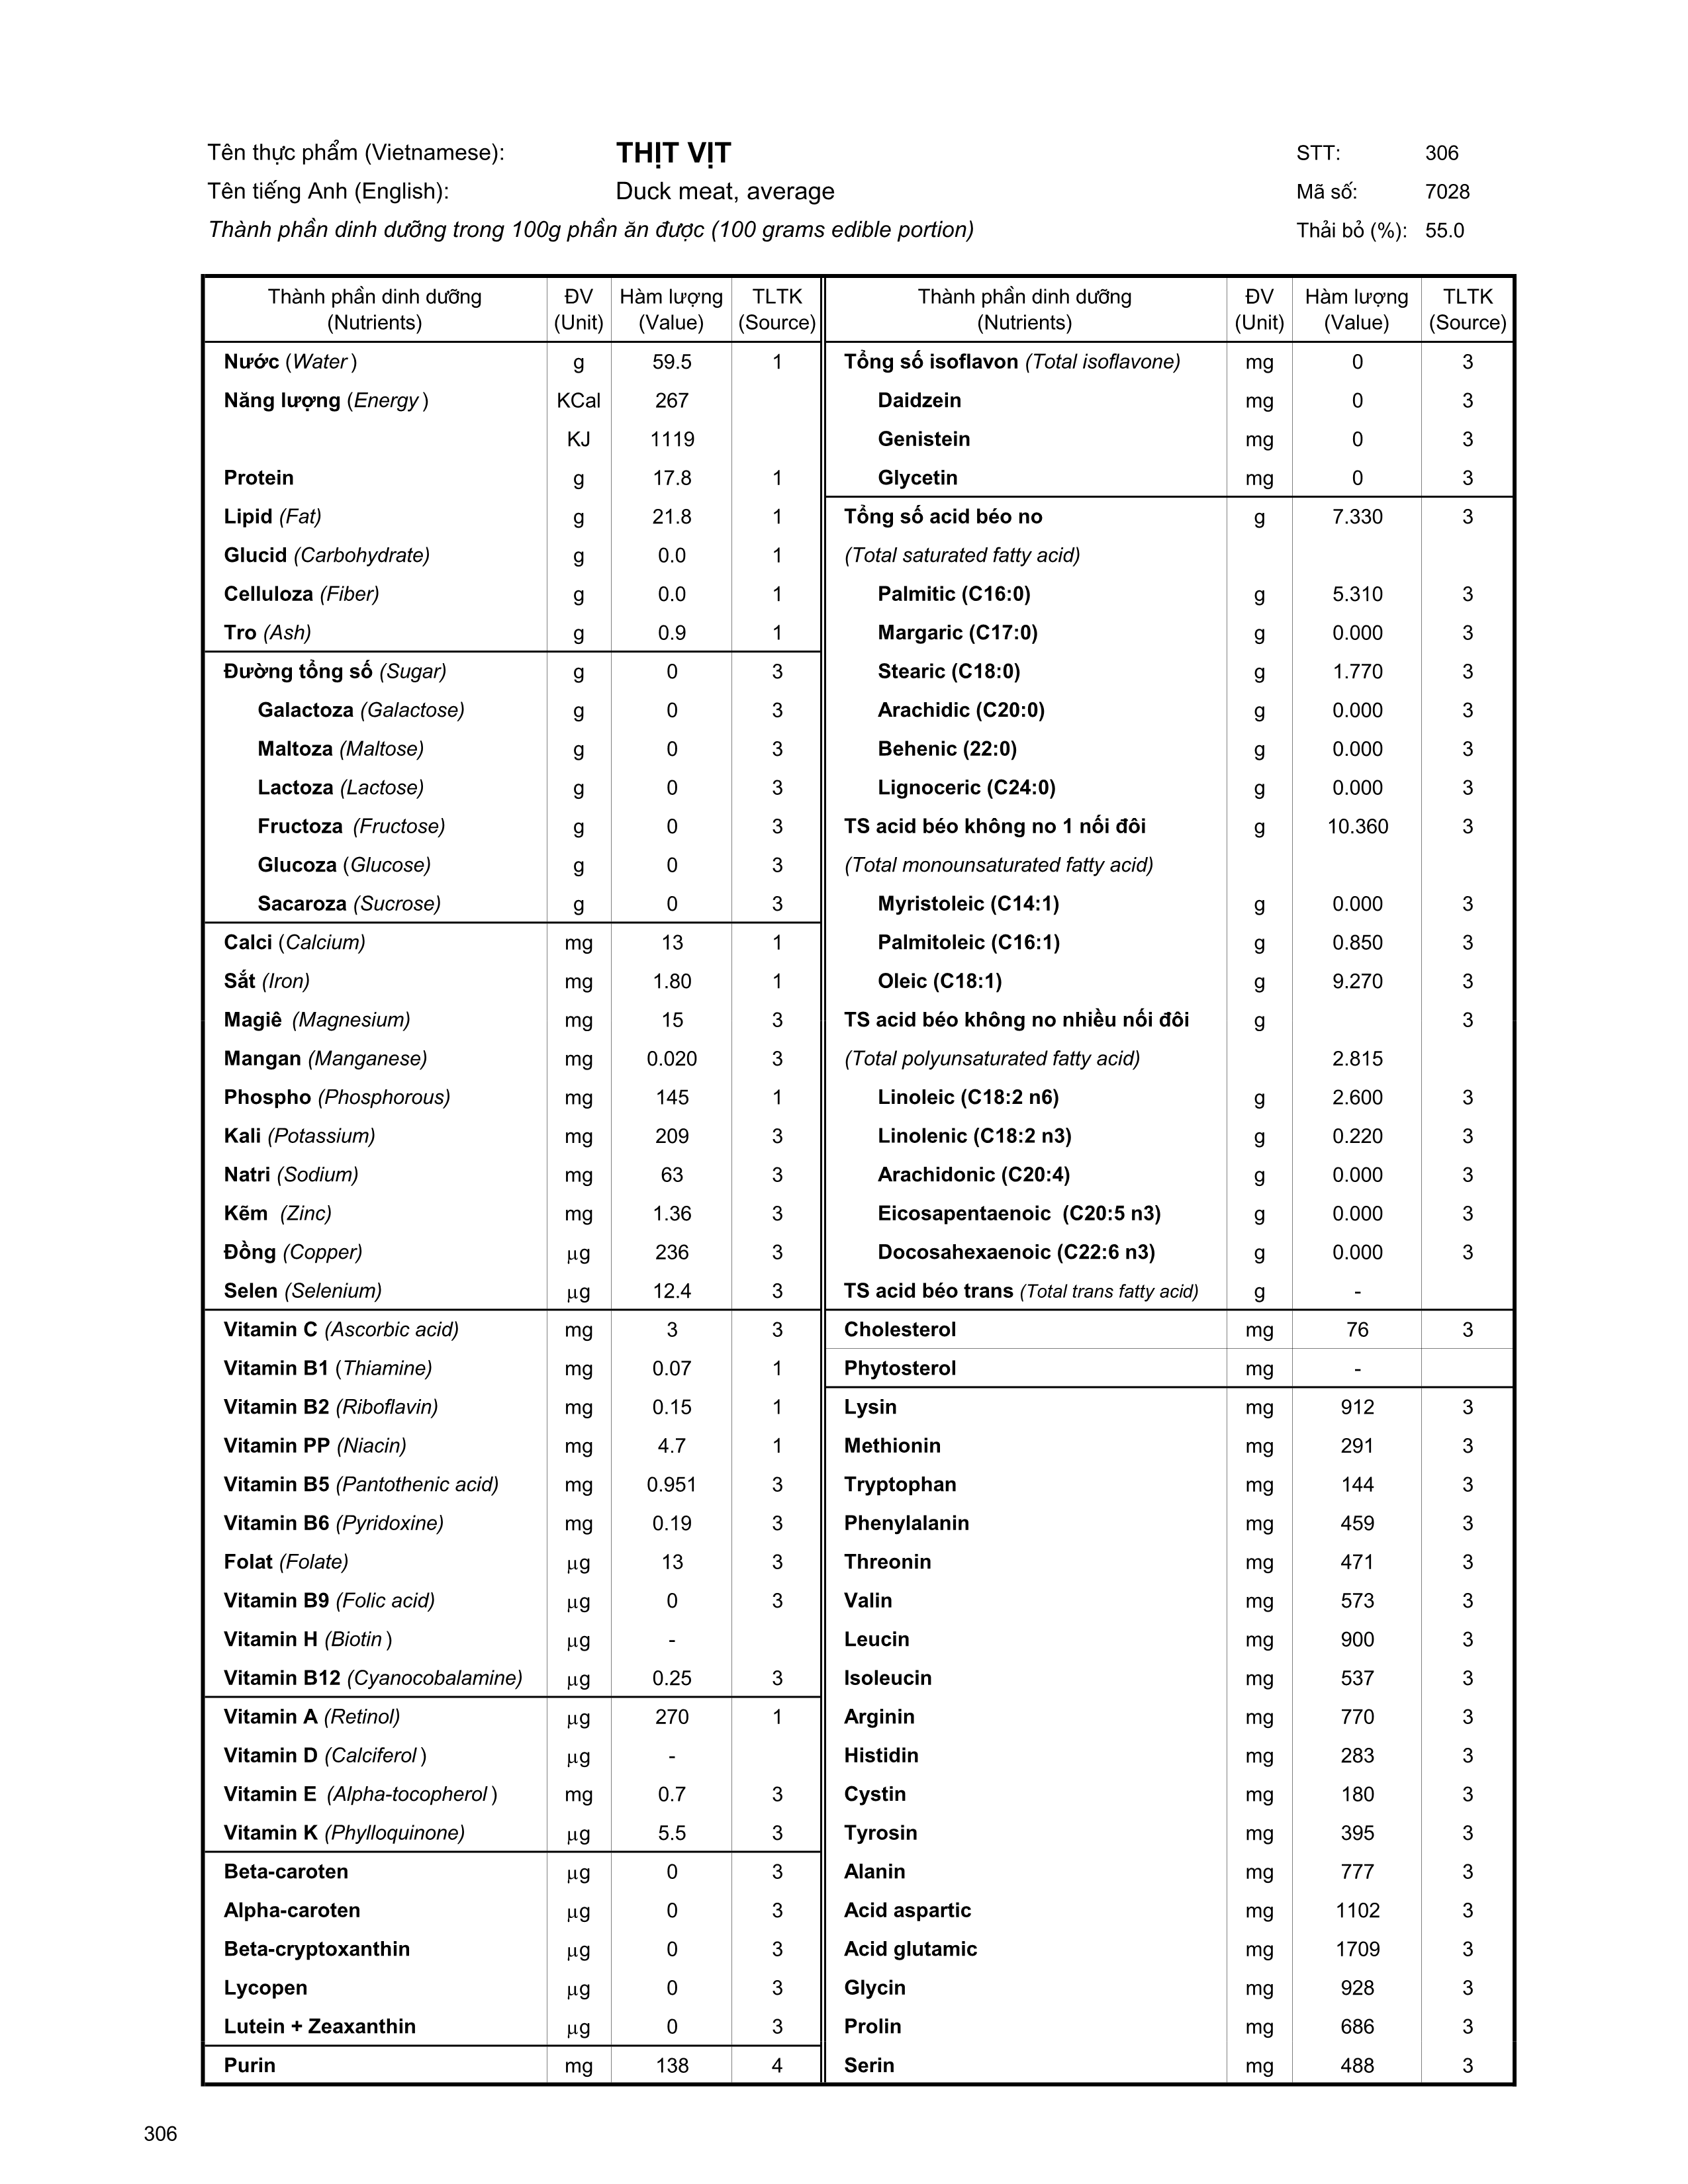 Tên thực phẩm (Vietnamese): THỊT VỊT STT: 306
Tên tiếng Anh (English): Duck meat, average Mã số: 7028
Thành phần dinh dưỡng trong 100g phần ăn được (100 grams edible portion) Thải bỏ (%): 55.0
Thành phần dinh dưỡng ĐV Hàm lượng TLTK Thành phần dinh dưỡng ĐV Hàm lượng TLTK
(Nutrients) (Unit) (Value) (Source) (Nutrients) (Unit) (Value) (Source)
Nước (Water) g 59.5 1 Tổng số isoflavon (Total isoflavone) mg 0 3
Năng lượng (Energy) KCal 267 Daidzein mg 0 3
KJ 1119 Genistein mg 0 3
Protein g 17.8 1 Glycetin mg 0 3
Lipid (Fat) g 21.8 1 Tổng số acid béo no g 7.330 3
Glucid (Carbohydrate) g 0.0 1 (Total saturated fatty acid)
Celluloza (Fiber) g 0.0 1 Palmitic (C16:0) g 5.310 3
Tro (Ash) g 0.9 1 Margaric (C17:0) g 0.000 3
Đường tổng số (Sugar) g 0 3 Stearic (C18:0) g 1.770 3
Galactoza (Galactose) g 0 3 Arachidic (C20:0) g 0.000 3
Maltoza (Maltose) g 0 3 Behenic (22:0) g 0.000 3
Lactoza (Lactose) g 0 3 Lignoceric (C24:0) g 0.000 3
Fructoza (Fructose) g 0 3 TS acid béo không no 1 nối đôi g 10.360 3
Glucoza (Glucose) g 0 3 (Total monounsaturated fatty acid)
Sacaroza (Sucrose) g 0 3 Myristoleic (C14:1) g 0.000 3
Calci (Calcium) mg 13 1 Palmitoleic (C16:1) g 0.850 3
Sắt (Iron) mg 1.80 1 Oleic (C18:1) g 9.270 3
Magiê (Magnesium) mg 15 3 TS acid béo không no nhiều nối đôi g 3
Mangan (Manganese) mg 0.020 3 (Total polyunsaturated fatty acid) 2.815
Phospho (Phosphorous) mg 145 1 Linoleic (C18:2 n6) g 2.600 3
Kali (Potassium) mg 209 3 Linolenic (C18:2 n3) g 0.220 3
Natri (Sodium) mg 63 3 Arachidonic (C20:4) g 0.000 3
Kẽm (Zinc) mg 1.36 3 Eicosapentaenoic (C20:5 n3) g 0.000 3
Đồng (Copper) μg 236 3 Docosahexaenoic (C22:6 n3) g 0.000 3
Selen (Selenium) μg 12.4 3 TS acid béo trans (Total trans fatty acid) g -
Vitamin C (Ascorbic acid) mg 3 3 Cholesterol mg 76 3
Vitamin B1 (Thiamine) mg 0.07 1 Phytosterol mg -
Vitamin B2 (Riboflavin) mg 0.15 1 Lysin mg 912 3
Vitamin PP (Niacin) mg 4.7 1 Methionin mg 291 3
Vitamin B5 (Pantothenic acid) mg 0.951 3 Tryptophan mg 144 3
Vitamin B6 (Pyridoxine) mg 0.19 3 Phenylalanin mg 459 3
Folat (Folate) μg 13 3 Threonin mg 471 3
Vitamin B9 (Folic acid) μg 0 3 Valin mg 573 3
Vitamin H (Biotin) μg - Leucin mg 900 3
Vitamin B12 (Cyanocobalamine) μg 0.25 3 Isoleucin mg 537 3
Vitamin A (Retinol) μg 270 1 Arginin mg 770 3
Vitamin D (Calciferol) μg - Histidin mg 283 3
Vitamin E (Alpha-tocopherol) mg 0.7 3 Cystin mg 180 3
Vitamin K (Phylloquinone) μg 5.5 3 Tyrosin mg 395 3
Beta-caroten μg 0 3 Alanin mg 777 3
Alpha-caroten μg 0 3 Acid aspartic mg 1102 3
Beta-cryptoxanthin μg 0 3 Acid glutamic mg 1709 3
Lycopen μg 0 3 Glycin mg 928 3
Lutein + Zeaxanthin μg 0 3 Prolin mg 686 3
Purin mg 138 4 Serin mg 488 3
306